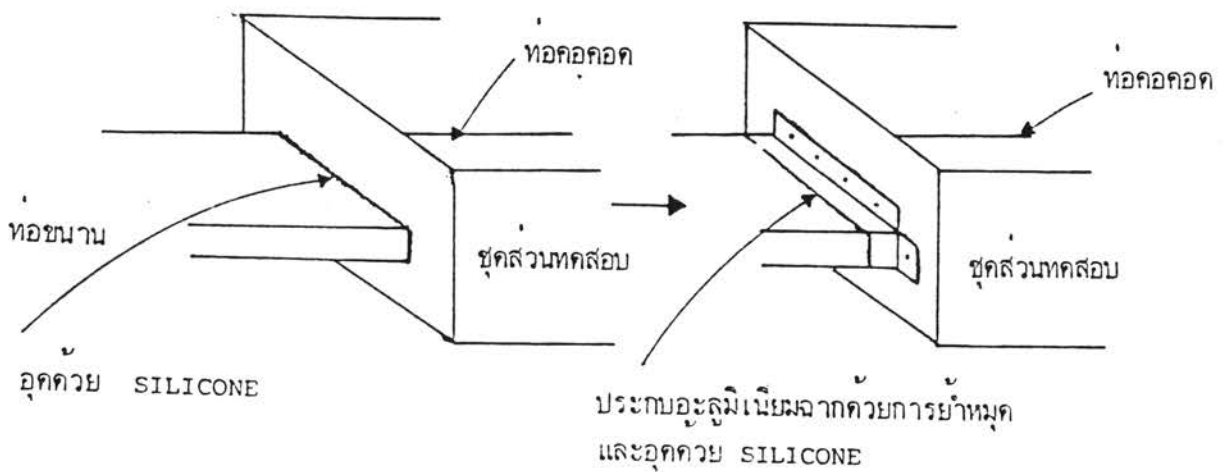 ท่อคอคอด
ท่อขนาน
ชุดส่วนทดสอบ
อุดด้วย SILICONE
ท่อคอคอด
ชุดส่วนทดสอบ
ประกบอะลูมิเนียมฉากด้วยการย้ำหมุด
และอุดด้วย SILICONE